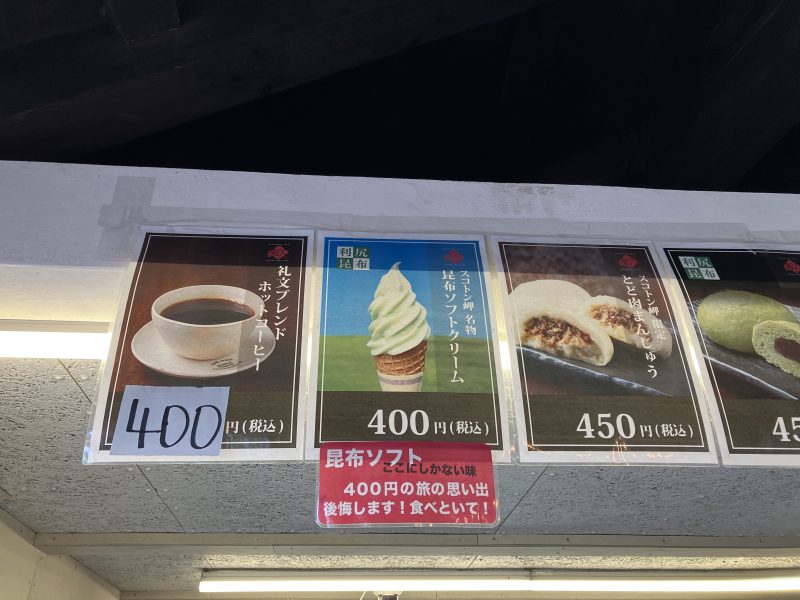 礼文ブレンド
ホットコーヒー
400円(税込)
利尻
昆布
スコトン岬 名物
昆布ソフトクリーム
400円(税込)
昆布ソフト
ここにしかない味
400円の旅の思い出
後悔します!食べといて!
スコトン岬 限定
とど肉まんじゅう
450円(税込)
利尻
昆布
45